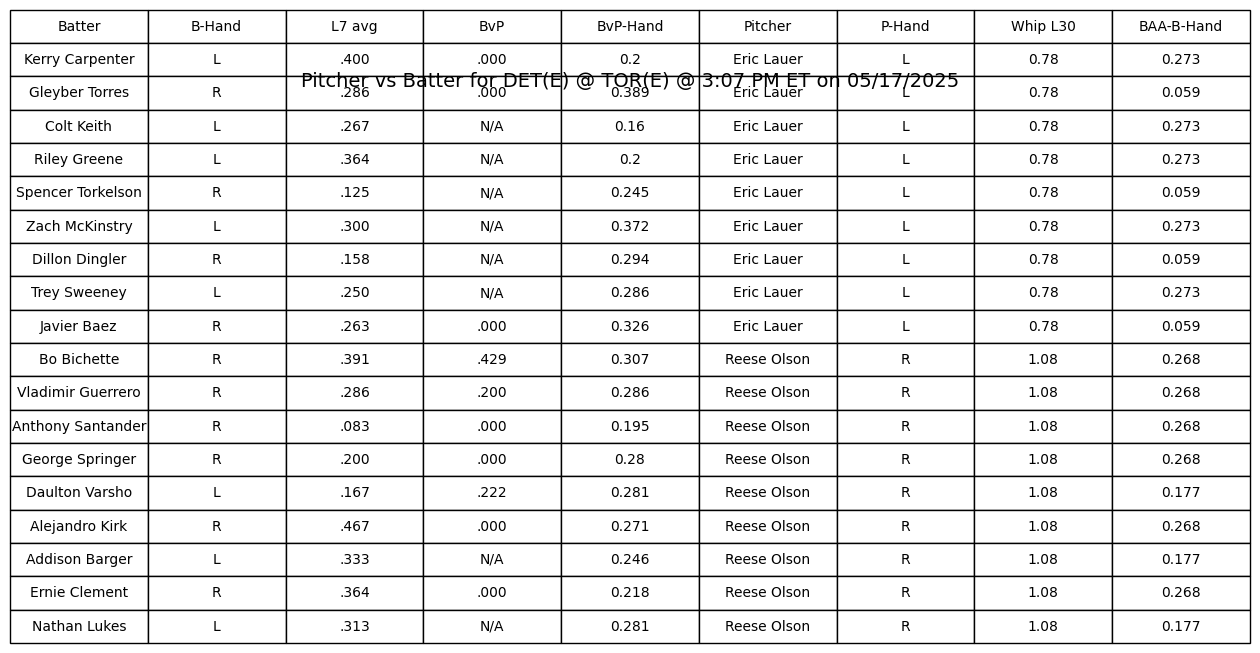 Batter B-Hand L7 avg BvP BvP-Hand Pitcher P-Hand Whip L30 BAA-B-Hand
Kerry Carpenter L .400 .000 0.2 Eric Lauer L 0.78 0.273
Pitcher vs Batter for DET(E) @ TOR(E) @ 3:07 PM ET on 05/17/2025
Gleyber Torres R .286 .000 0.389 Eric Lauer L 0.78 0.059
Colt Keith L .267 N/A 0.16 Eric Lauer L 0.78 0.273
Riley Greene L .364 N/A 0.2 Eric Lauer L 0.78 0.273
Spencer Torkelson R .125 N/A 0.245 Eric Lauer L 0.78 0.059
Zach McKinstry L .300 N/A 0.372 Eric Lauer L 0.78 0.273
Dillon Dingler R .158 N/A 0.294 Eric Lauer L 0.78 0.059
Trey Sweeney L .250 N/A 0.286 Eric Lauer L 0.78 0.273
Javier Baez R .263 .000 0.326 Eric Lauer L 0.78 0.059
Bo Bichette R .391 .429 0.307 Reese Olson R 1.08 0.268
Vladimir Guerrero R .286 .200 0.286 Reese Olson R 1.08 0.268
Anthony Santander R .083 .000 0.195 Reese Olson R 1.08 0.268
George Springer R .200 .000 0.28 Reese Olson R 1.08 0.268
Daulton Varsho L .167 .222 0.281 Reese Olson R 1.08 0.177
Alejandro Kirk R .467 .000 0.271 Reese Olson R 1.08 0.268
Addison Barger L .333 N/A 0.246 Reese Olson R 1.08 0.177
Ernie Clement R .364 .000 0.218 Reese Olson R 1.08 0.268
Nathan Lukes L .313 N/A 0.281 Reese Olson R 1.08 0.177